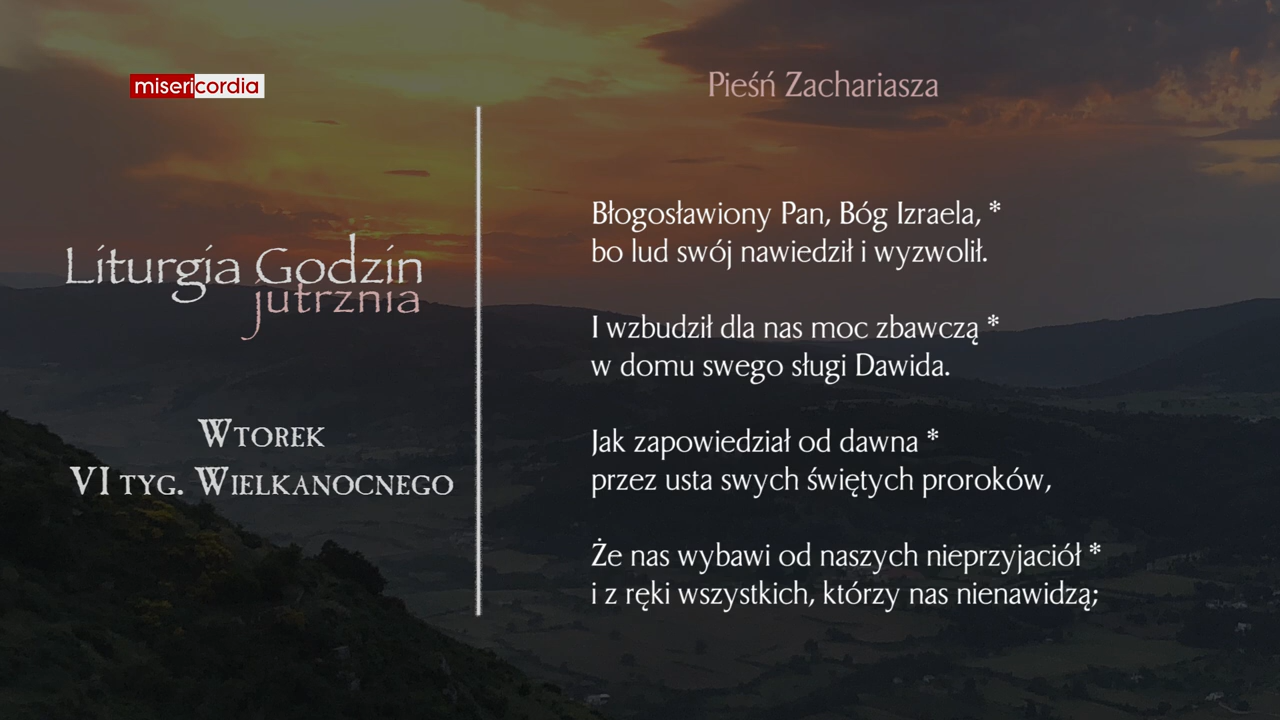 misericordia
Liturgia Godzin
jutrznia
Wtorek
VI tyg. Wielkanocnego
Pieśń Zachariasza
Błogosławiony Pan, Bóg Izraela, *
bo lud swój nawiedził i wyzwolił.
I wzbudził dla nas moc zbawczą *
w domu swego sługi Dawida.
Jak zapowiedział od dawna *
przez usta swych świętych proroków,
Że nas wybawi od naszych nieprzyjaciół *
i z ręki wszystkich, którzy nas nienawidzą;